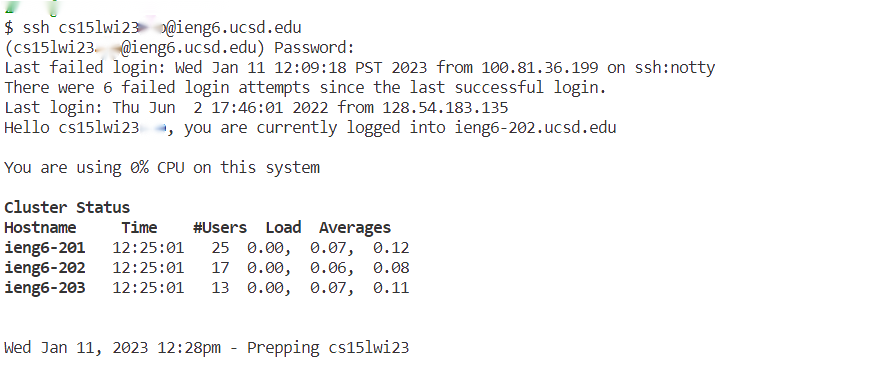 $ ssh cs15lwi23 @ieng6.ucsd.edu
(cs15lwi23 @ieng6.ucsd.edu) Password:
Last failed login: Wed Jan 11 12:09:18 PST 2023 from 100.81.36.199 on ssh:notty
There were 6 failed login attempts since the last successful login.
Last login: Thu Jun  2 17:46:01 2022 from 128.54.183.135
Hello cs15lwi23 , you are currently logged into ieng6-202.ucsd.edu
You are using 0% CPU on this system
Cluster Status
Hostname     Time    #Users  Load  Averages
ieng6-201   12:25:01   25  0.00,  0.07,  0.12
ieng6-202   12:25:01   17  0.00,  0.06,  0.08
ieng6-203   12:25:01   13  0.00,  0.07,  0.11
Wed Jan 11, 2023 12:28pm - Prepping cs15lwi23